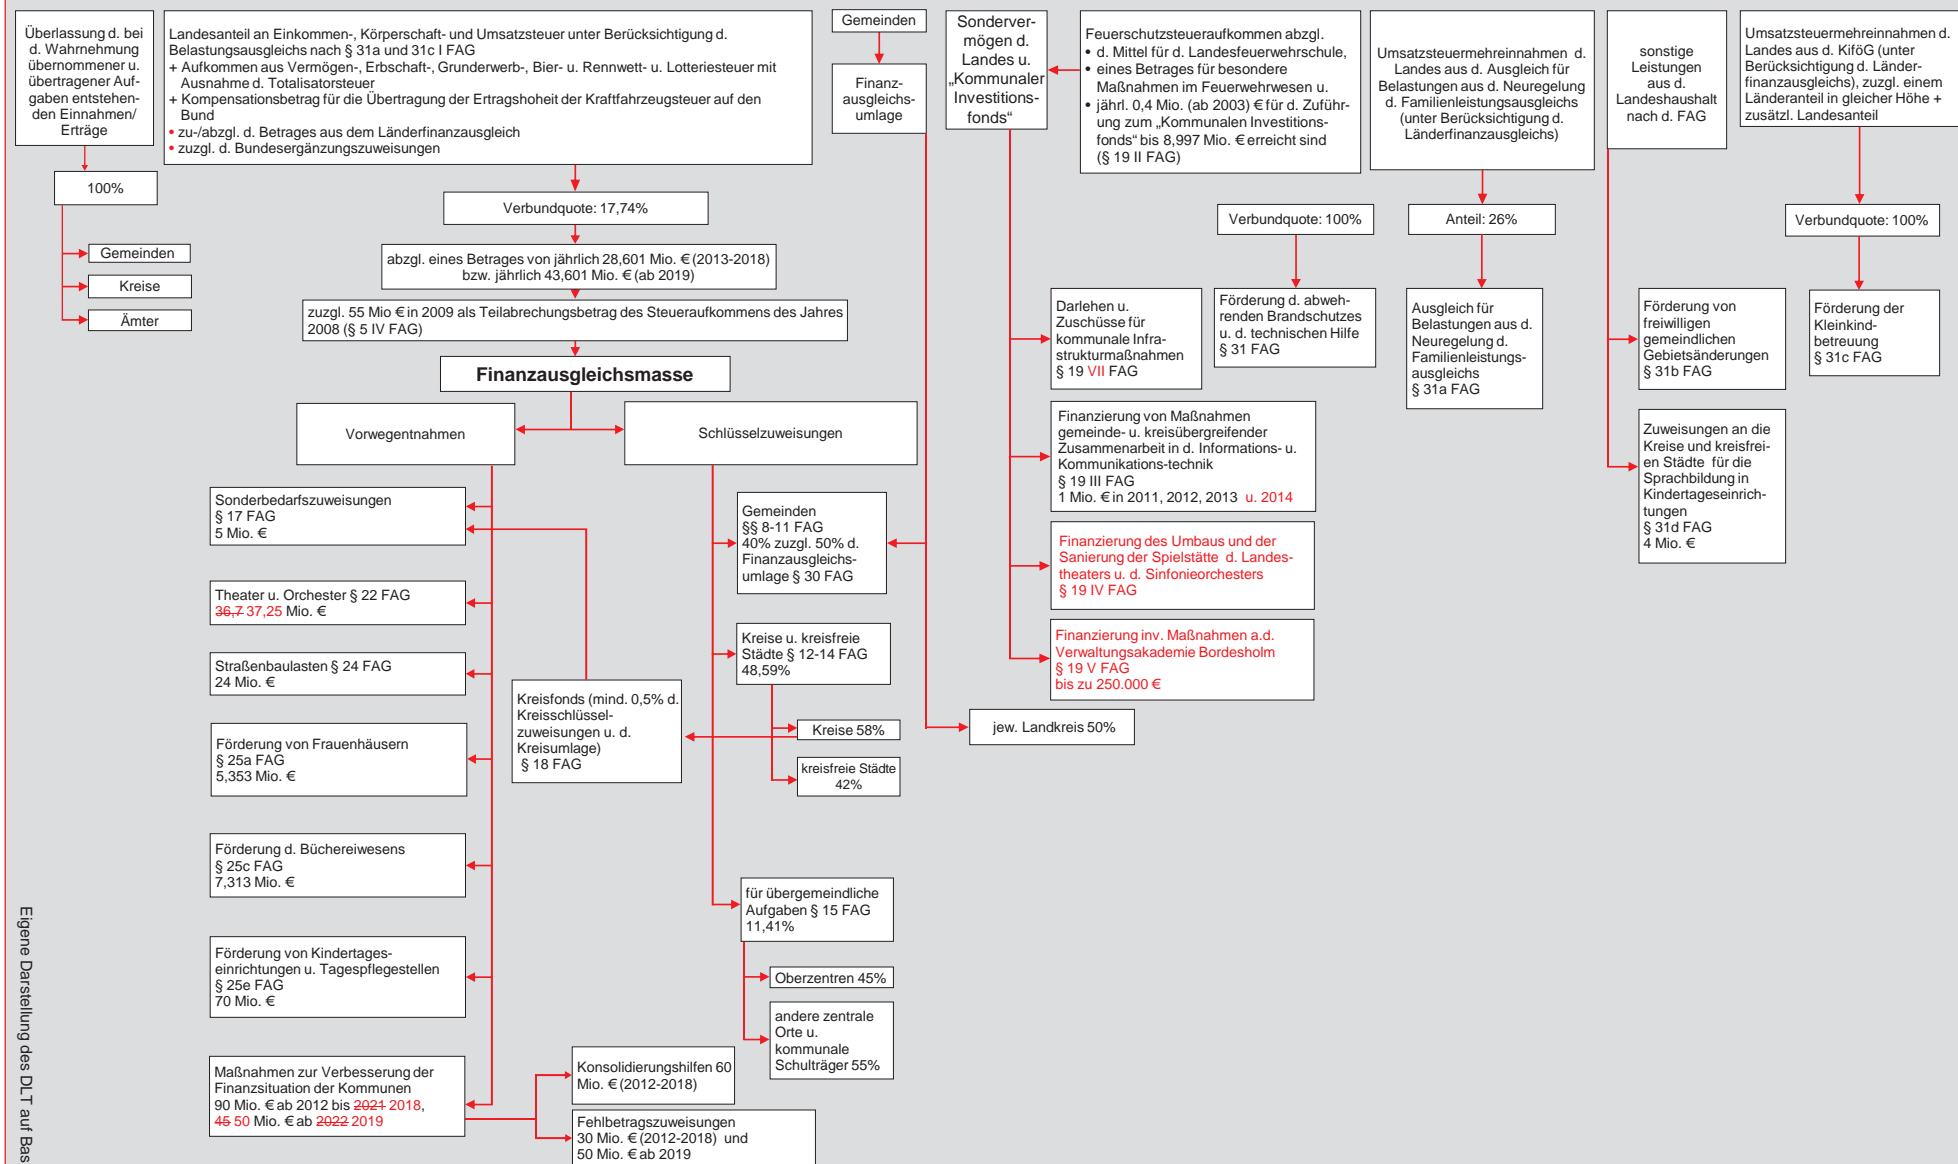 Überlassung d. bei
d. Wahrnehmung
übernommener u.
übertragener Auf-
gaben entstehen-
den Einnahmen/
Erträge
100%
Gemeinden
Kreise
Ämter
Landesanteil an Einkommen-, Körperschaft- und Umsatzsteuer unter Berücksichtigung d.
Belastungsausgleichs nach § 31a und 31c I FAG
+ Aufkommen aus Vermögen-, Erbschaft-, Grunderwerb-, Bier- u. Rennwett- u. Lotteriesteuer mit
Ausnahme d. Totalisatorsteuer
+ Kompensationsbetrag für die Übertragung der Ertragshoheit der Kraftfahrzeugsteuer auf den
Bund
• zu-/abzgl. d. Betrages aus dem Länderfinanzausgleich
• zuzgl. d. Bundesergänzungszuweisungen
Verbundquote: 17,74%
abzgl. eines Betrages von jährlich 28,601 Mio. € (2013-2018)
bzw. jährlich 43,601 Mio. € (ab 2019)
zuzgl. 55 Mio € in 2009 als Teilabrechungsbetrag des Steueraufkommens des Jahres
2008 (§ 5 IV FAG)
Finanzausgleichsmasse
Vorwegentnahmen
Schlüsselzuweisungen
Sonderbedarfszuweisungen
§ 17 FAG
5 Mio. €
Theater u. Orchester § 22 FAG
36,7 37,25 Mio. €
Straßenbaulasten § 24 FAG
24 Mio. €
Förderung von Frauenhäusern
§ 25a FAG
5,353 Mio. €
Förderung d. Büchereiwesens
§ 25c FAG
7,313 Mio. €
Förderung von Kindertages-
einrichtungen u. Tagespflegestellen
§ 25e FAG
70 Mio. €
Maßnahmen zur Verbesserung der
Finanzsituation der Kommunen
90 Mio. € ab 2012 bis 2021 2018,
45 50 Mio. € ab 2022 2019
Konsolidierungshilfen 60
Mio. € (2012-2018)
Fehlbetragszuweisungen
30 Mio. € (2012-2018) und
50 Mio. € ab 2019
Kreisfonds (mind. 0,5% d.
Kreisschlüssel-
zuweisungen u. d.
Kreisumlage)
§ 18 FAG
Gemeinden
§§ 8-11 FAG
40% zuzgl. 50% d.
Finanzausgleichs-
umlage § 30 FAG
Kreise u. kreisfreie
Städte § 12-14 FAG
48,59%
Kreise 58%
kreisfreie Städte
42%
für übergemeindliche
Aufgaben § 15 FAG
11,41%
Oberzentren 45%
andere zentrale
Orte u.
kommunale
Schulträger 55%
Gemeinden
Finanz-
ausgleichs-
umlage
jew. Landkreis 50%
Sonderver-
mögen d.
Landes u.
„Kommunaler
Investitions-
fonds“
Darlehen u.
Zuschüsse für
kommunale Infra-
strukturmaßnahmen
§ 19 VII FAG
Finanzierung von Maßnahmen
gemeinde- u. kreisübergreifender
Zusammenarbeit in d. Informations- u.
Kommunikations-technik
§ 19 III FAG
1 Mio. € in 2011, 2012, 2013 u. 2014
Finanzierung des Umbaus und der
Sanierung der Spielstätte d. Landes-
theaters u. d. Sinfonieorchesters
§ 19 IV FAG
Finanzierung inv. Maßnahmen a.d.
Verwaltungsakademie Bordesholm
§ 19 V FAG
bis zu 250.000 €
Feuerschutzsteueraufkommen abzgl.
• d. Mittel für d. Landesfeuerwehrschule,
• eines Betrages für besondere
Maßnahmen im Feuerwehrwesen u.
• jährl. 0,4 Mio. (ab 2003) € für d. Zuführ-
ung zum „Kommunalen Investitions-
fonds“ bis 8,997 Mio. € erreicht sind
(§ 19 II FAG)
Verbundquote: 100%
Förderung d. abweh-
renden Brandschutzes
u. d. technischen Hilfe
§ 31 FAG
Umsatzsteuermehreinnahmen d.
Landes aus d. Ausgleich für
Belastungen aus d. Neuregelung
d. Familienleistungsausgleichs
(unter Berücksichtigung d.
Länderfinanzausgleichs)
Anteil: 26%
Ausgleich für
Belastungen aus d.
Neuregelung d.
Familienleistungs-
ausgleichs
§ 31a FAG
sonstige
Leistungen
aus d.
Landeshaushalt
nach d. FAG
Förderung von
freiwilligen
gemeindlichen
Gebietsänderungen
§ 31b FAG
Zuweisungen an die
Kreise und kreisfrei-
en Städte für die
Sprachbildung in
Kindertageseinrich-
tungen
§ 31d FAG
4 Mio. €
Umsatzsteuermehreinnahmen d.
Landes aus d. KiföG (unter
Berücksichtigung d. Länder-
finanzausgleichs), zuzgl. einem
Länderanteil in gleicher Höhe +
zusätzl. Landesanteil
Verbundquote: 100%
Förderung der
Kleinkind-
betreuung
§ 31c FAG
Eigene Darstellung des DLT auf Bas